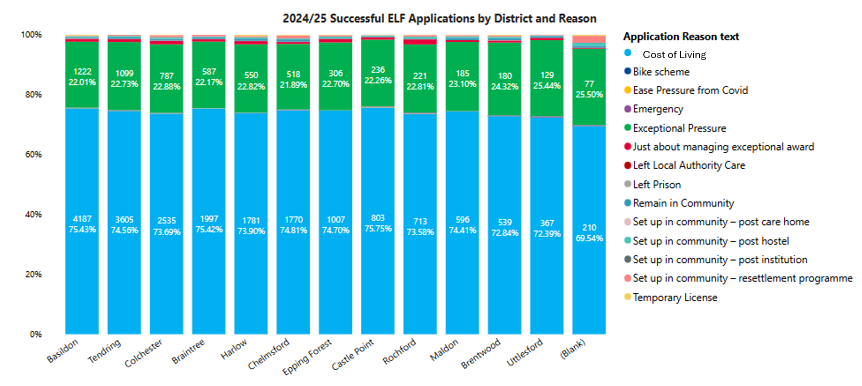 2024/25 Successful ELF Applications by District and Reason
100%
80%
60%
40%
20%
0%
1222
22.01%
1099
22.73%
787
22.88%
587
22.17%
550
22.82%
518
21.89%
306
22.70%
236
22.26%
221
22.81%
185
23.10%
180
24.32%
129
25.44%
77
25.50%
4187
75.43%
3605
74.56%
2535
73.69%
1997
75.42%
1781
73.90%
1770
74.81%
1007
74.70%
803
75.75%
713
73.58%
596
74.41%
539
72.84%
367
72.39%
210
69.54%
Basildon
Tendring
Colchester
Braintree
Harlow
Chelmsford
Epping Forest
Castle Point
Rochford
Maldon
Brentwood
Uttlesford
(Blank)
Application Reason text
Cost of Living
Bike scheme
Ease Pressure from Covid
Emergency
Exceptional Pressure
Just about managing exceptional award
Left Local Authority Care
Left Prison
Remain in Community
Set up in community – post care home
Set up in community – post hostel
Set up in community – post institution
Set up in community – resettlement programme
Temporary License